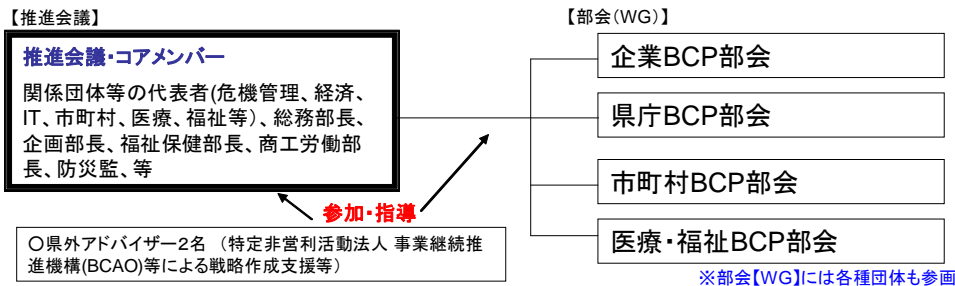 【推進会議】
推進会議・コアメンバー
関係団体等の代表者(危機管理、経済、
IT、市町村、医療、福祉等)、総務部長、
企画部長、福祉保健部長、商工労働部
長、防災監、等
参加・指導
○県外アドバイザー2名 (特定非営利活動法人 事業継続推
進機構(BCAO)等による戦略作成支援等)
【部会(WG)】
企業BCP部会
県庁BCP部会
市町村BCP部会
医療・福祉BCP部会
※部会【WG】には各種団体も参画